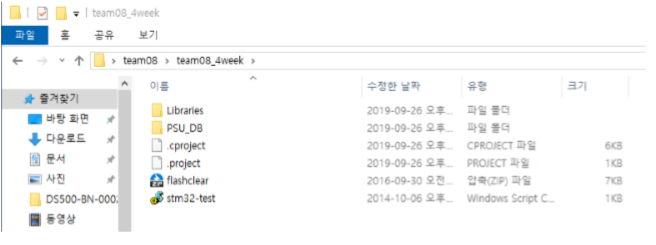 team08_4week
파일 홈 공유 보기
team08 team08_4week
이름 수정한 날짜 유형 크기
즐겨찾기
바탕 화면
다운로드
문서
사진
DS500-BN-0002
동영상
Libraries 2019-09-26 오후... 파일 폴더
PSU_DB 2019-09-26 오후... 파일 폴더
.cproject 2019-09-26 오후... CPROJECT 파일 6KB
.project 2019-09-26 오후... PROJECT 파일 1KB
flashclear 2016-09-30 오전... 압축(ZIP) 파일 7KB
stm32-test 2014-10-06 오후... Windows Script C... 1KB